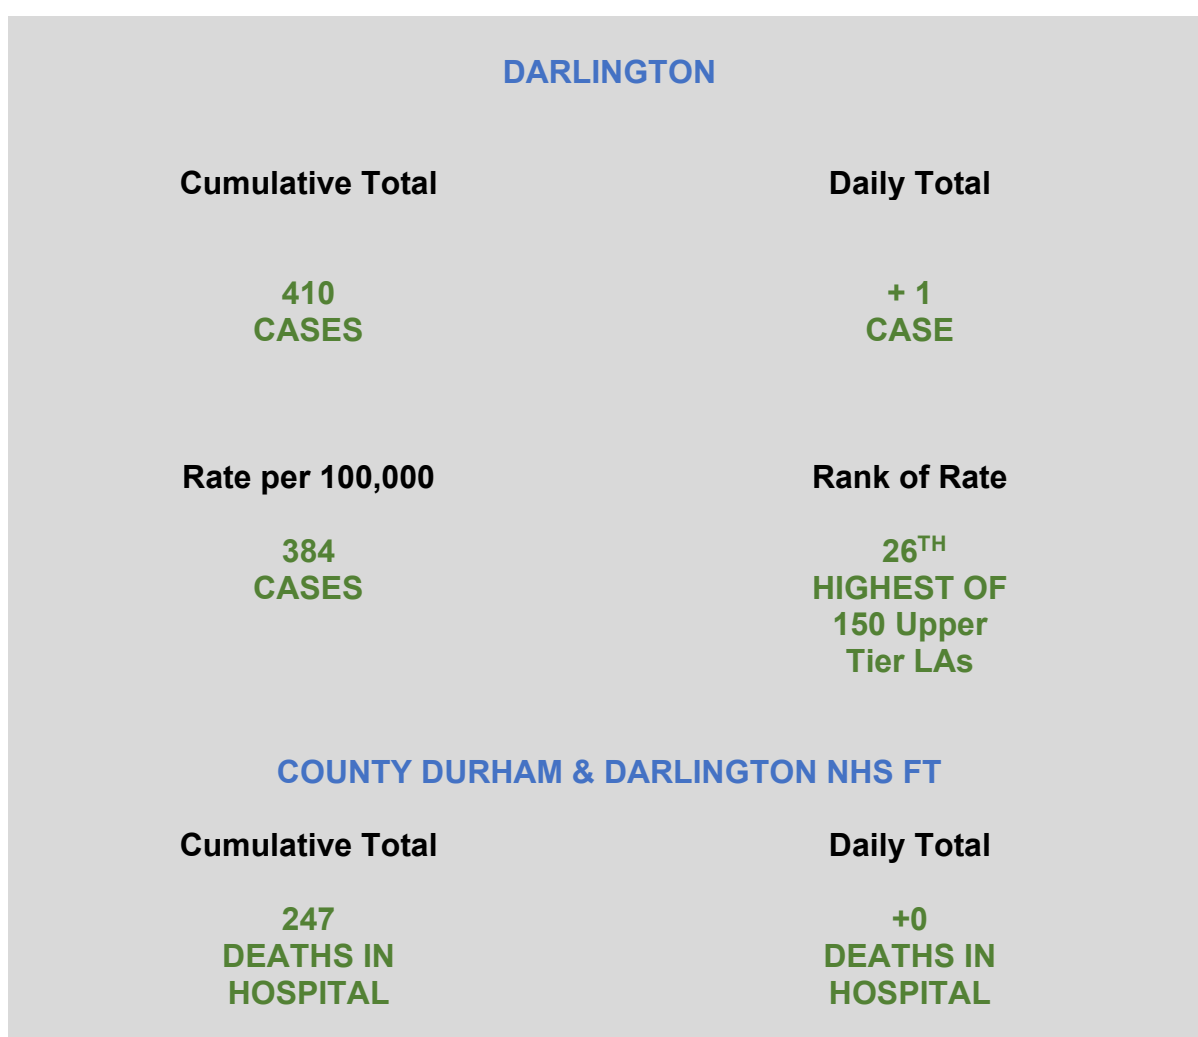 DARLINGTON
Cumulative Total
Daily Total
410
CASES
+ 1
CASE
Rate per 100,000
Rank of Rate
384
CASES
26TH
HIGHEST OF
150 Upper
Tier LAs
COUNTY DURHAM & DARLINGTON NHS FT
Cumulative Total
Daily Total
247
DEATHS IN
HOSPITAL
+0
DEATHS IN
HOSPITAL